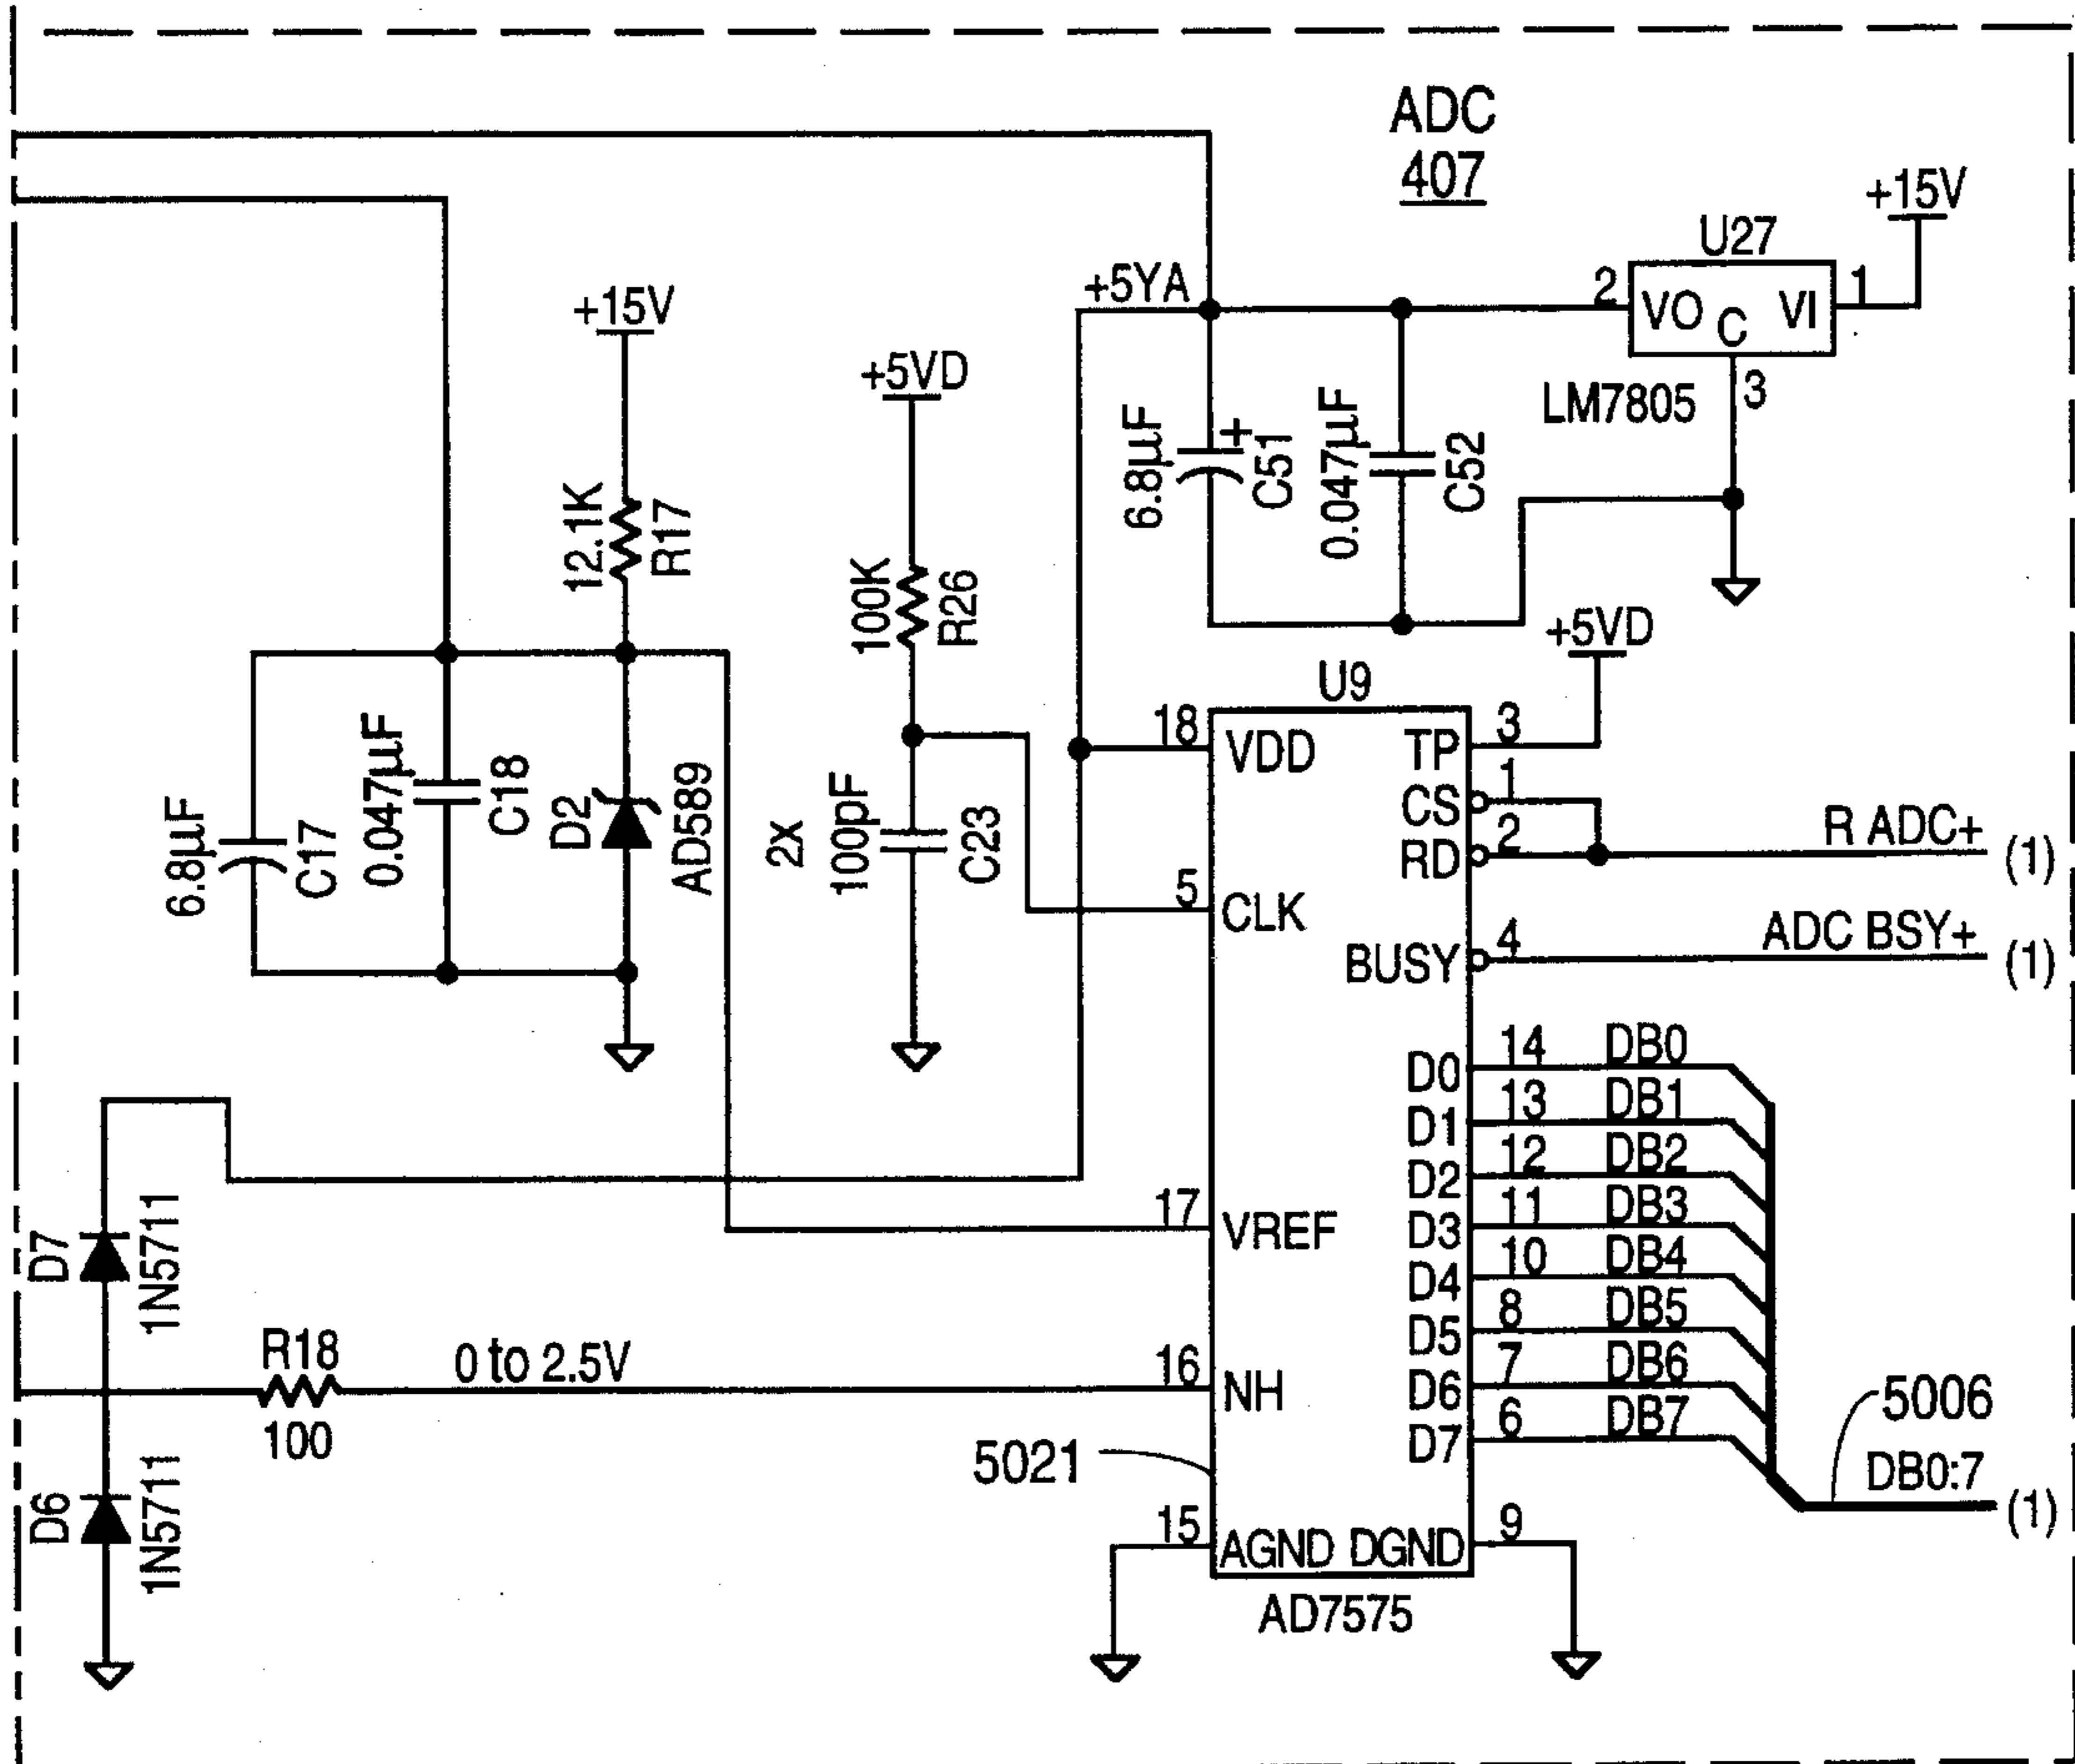 ADC
407
+15V
U27
2
VO
C
VI
1
3
LM7805
+5YA
+15V
+5VD
6.8µF
+
C51
0.047µF
C52
12.1K
R17
100K
R26
+5VD
U9
6.8µF
C17
0.047µF
C18
D2
AD589
2x
100pF
C23
18
VDD
TP
3
CS
1
RD
2
R ADC+
(1)
5
CLK
BUSY
4
ADC BSY+
(1)
D0
14
DB0
D1
13
DB1
D2
12
DB2
D3
11
DB3
D4
10
DB4
D5
8
DB5
D6
7
DB6
D7
6
DB7
17
VREF
D7
1N5711
R18
100
0 to 2.5V
16
NH
5006
DB0:7
(1)
5021
D6
1N5711
15
AGND
DGND
9
AD7575